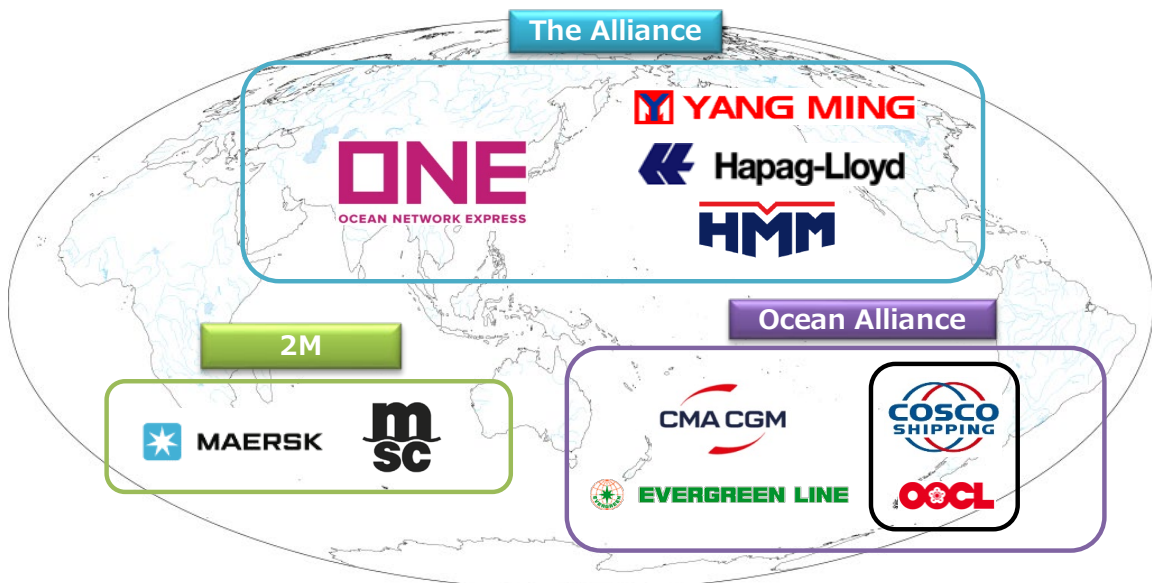 The Alliance
YANG MING
ONE
OCEAN NETWORK EXPRESS
Hapag-Lloyd
HMM
2M
MAERSK
msc
Ocean Alliance
CMA CGM
COSCO
SHIPPING
EVERGREEN
EVERGREEN LINE
OOCL